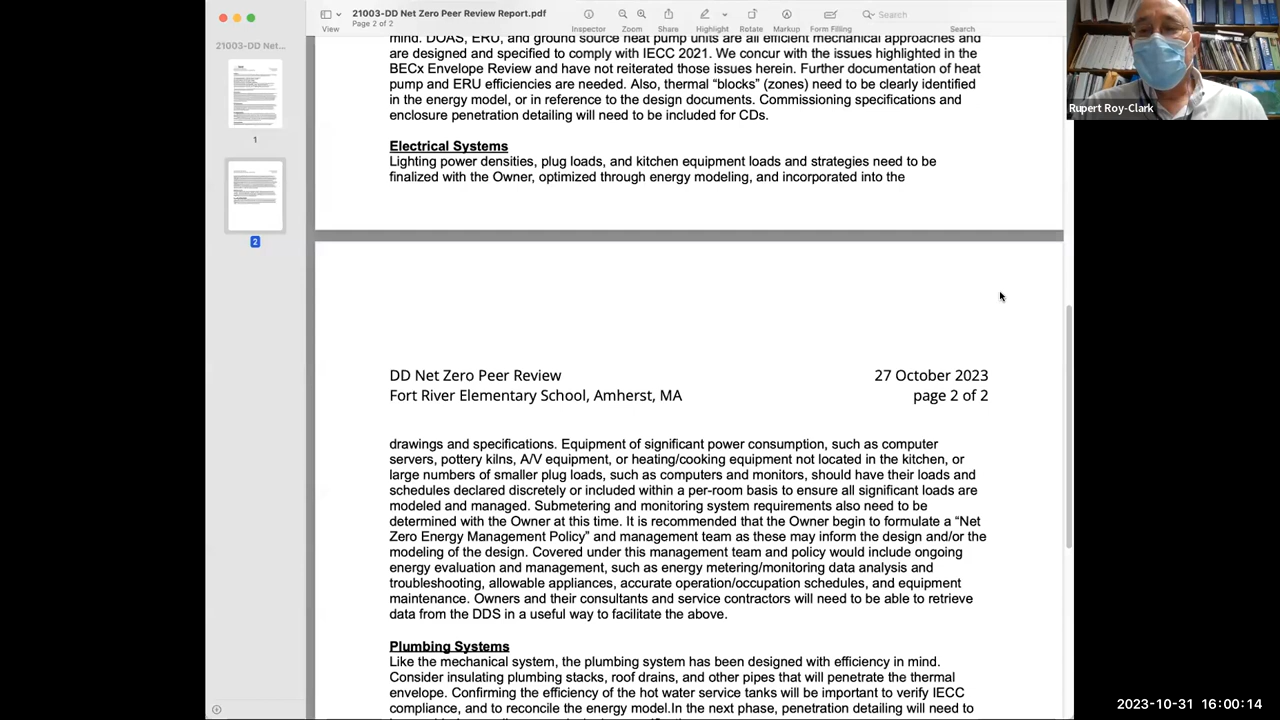 21003-DD Net Zero Peer Review Report.pdf
Page 2 of 2
View
Inspector
Zoom
Share
Highlight
Rotate
Markup
Form Filling
Search
Search
21003-DD Net...
1
2
mind. DOAS, ERU, and ground source heat pump units are all efficient mechanical approaches and
are designed and specified to comply with IECC 2021. We concur with the issues highlighted in the
BECx Envelope Review and have not reiterated those issues herein. Further documentation of heat
pump and ERU efficiencies are needed. Also, thermal “blocks” (zones) need to be clearly identified
in the energy model or in reference to the design documents. Commissioning specifications and
enclosure penetration detailing will need to be included for CDs.
Electrical Systems
Lighting power densities, plug loads, and kitchen equipment loads and strategies need to be
finalized with the Owner, optimized through energy modeling, and incorporated into the
DD Net Zero Peer Review
27 October 2023
Fort River Elementary School, Amherst, MA
page 2 of 2
drawings and specifications. Equipment of significant power consumption, such as computer
servers, pottery kilns, A/V equipment, or heating/cooking equipment not located in the kitchen, or
large numbers of smaller plug loads, such as computers and monitors, should have their loads and
schedules declared discretely or included within a per-room basis to ensure all significant loads are
modeled and managed. Submetering and monitoring system requirements also need to be
determined with the Owner at this time. It is recommended that the Owner begin to formulate a “Net
Zero Energy Management Policy” and management team as these may inform the design and/or the
modeling of the design. Covered under this management team and policy would include ongoing
energy evaluation and management, such as energy metering/monitoring data analysis and
troubleshooting, allowable appliances, accurate operation/occupation schedules, and equipment
maintenance. Owners and their consultants and service contractors will need to be able to retrieve
data from the DDS in a useful way to facilitate the above.
Plumbing Systems
Like the mechanical system, the plumbing system has been designed with efficiency in mind.
Consider insulating plumbing stacks, roof drains, and other pipes that will penetrate the thermal
envelope. Confirming the efficiency of the hot water service tanks will be important to verify IECC
compliance, and to reconcile the energy model.In the next phase, penetration detailing will need to
Rupert Roy-Clark
2023-10-31 16:00:14